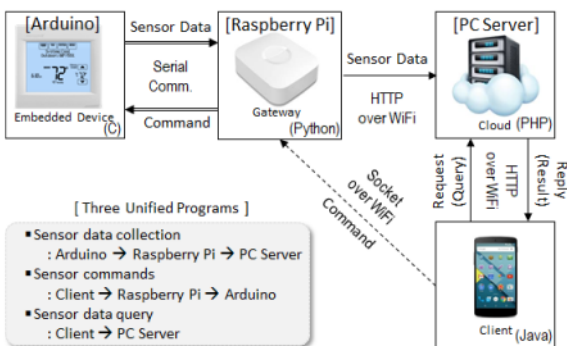 [Arduino]
Embedded Device
(C)
Sensor Data
Serial
Comm.
Command
[Raspberry Pi]
Gateway
(Python)
Sensor Data
HTTP
over WiFi
[PC Server]
Cloud (PHP)
Request
(Query)
HTTP
over WiFi
Reply
(Result)
Socket
over WiFi
Command
Client (Java)
[ Three Unified Programs ]
▪ Sensor data collection
: Arduino → Raspberry Pi → PC Server
▪ Sensor commands
: Client → Raspberry Pi → Arduino
▪ Sensor data query
: Client → PC Server